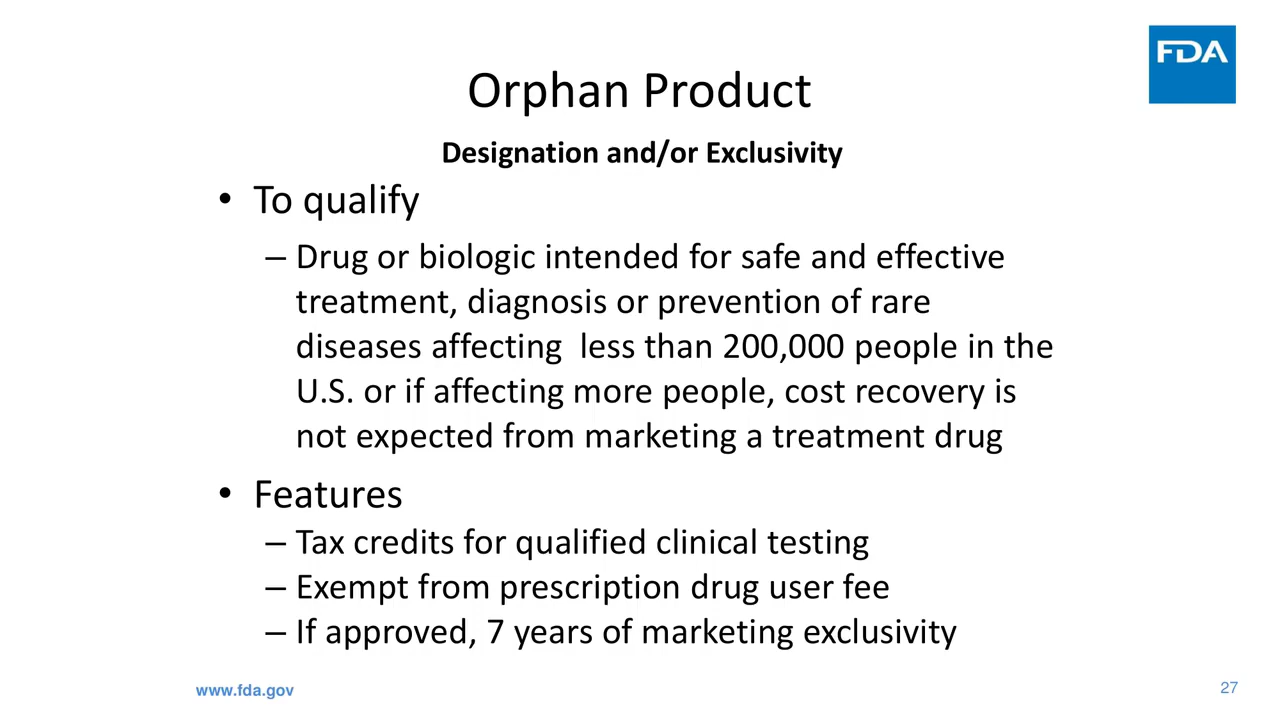 FDA
Orphan Product
Designation and/or Exclusivity
• To qualify
– Drug or biologic intended for safe and effective
treatment, diagnosis or prevention of rare
diseases affecting  less than 200,000 people in the
U.S. or if affecting more people, cost recovery is
not expected from marketing a treatment drug
• Features
– Tax credits for qualified clinical testing
– Exempt from prescription drug user fee
– If approved, 7 years of marketing exclusivity
www.fda.gov
27